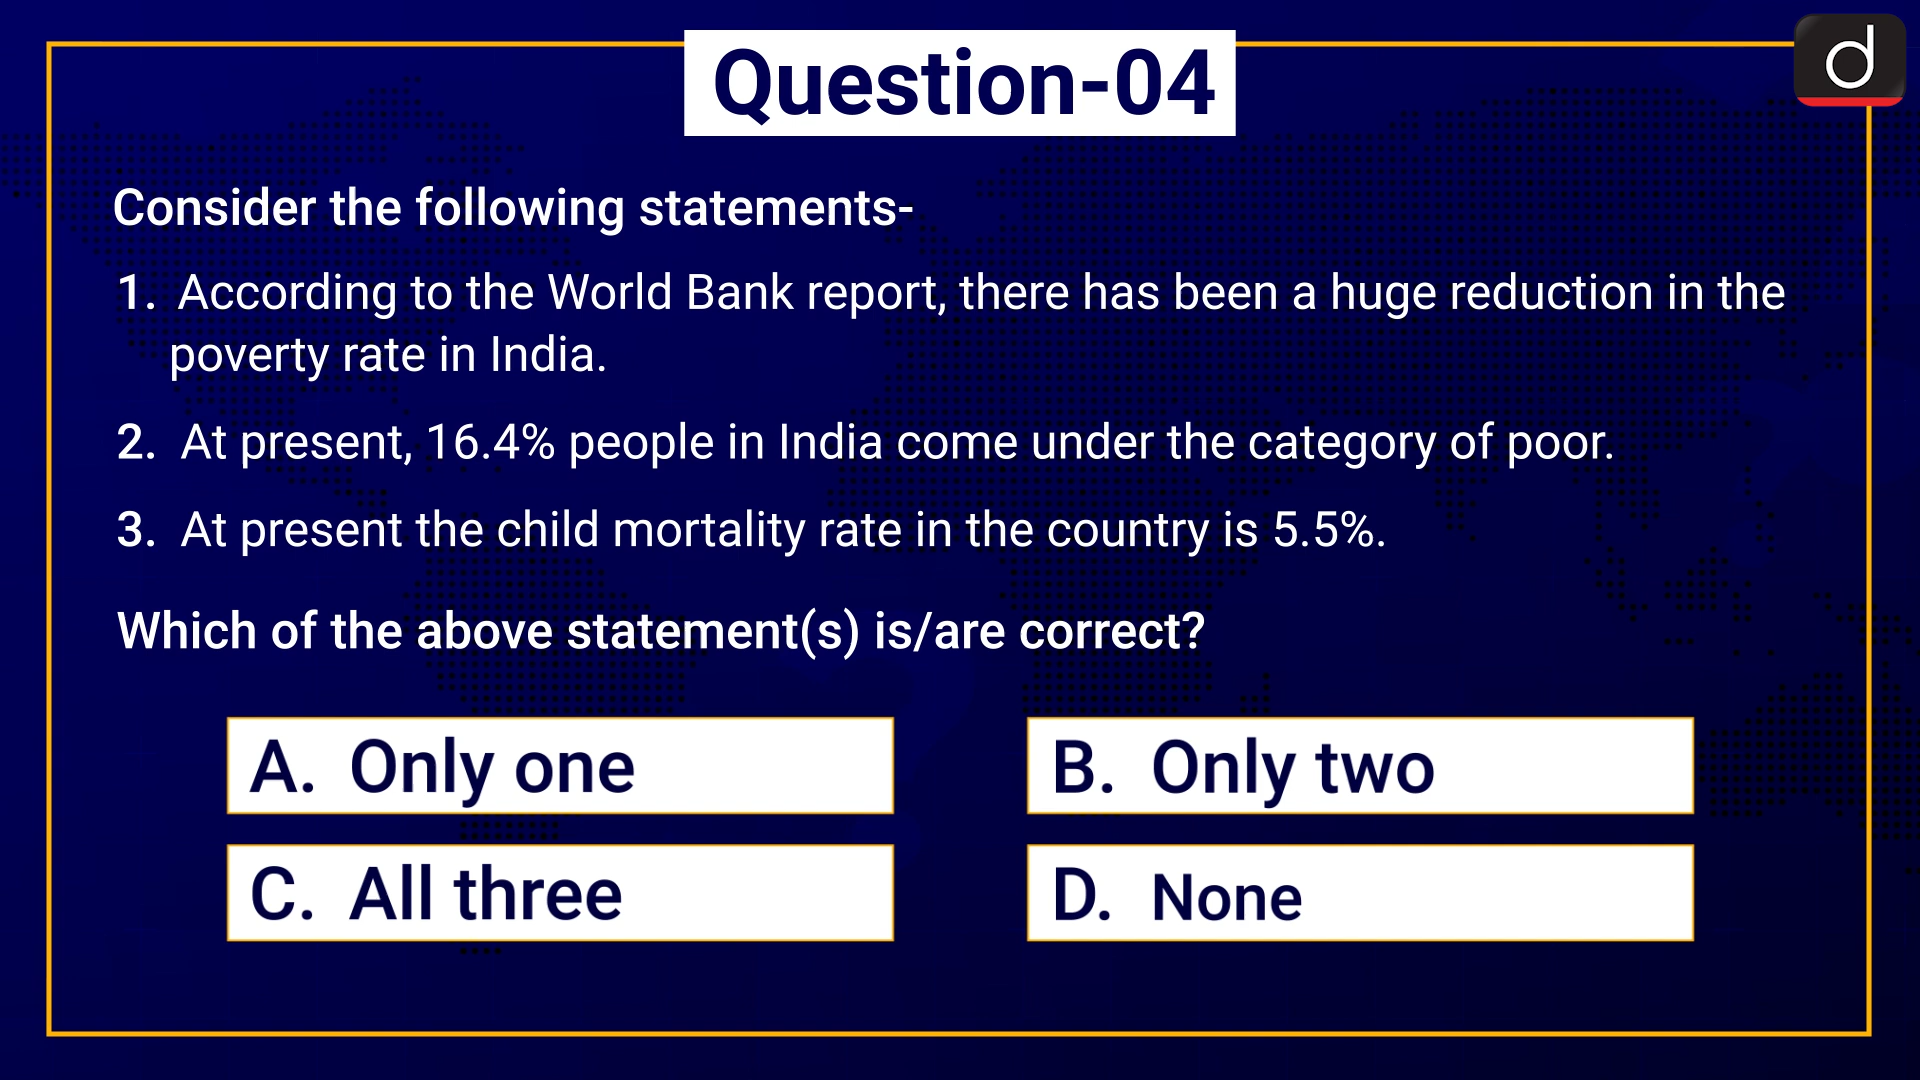 Question-04
d
Consider the following statements-
1. According to the World Bank report, there has been a huge reduction in the
poverty rate in India.
2. At present, 16.4% people in India come under the category of poor.
3. At present the child mortality rate in the country is 5.5%.
Which of the above statement(s) is/are correct?
A. Only one
B. Only two
C. All three
D. None